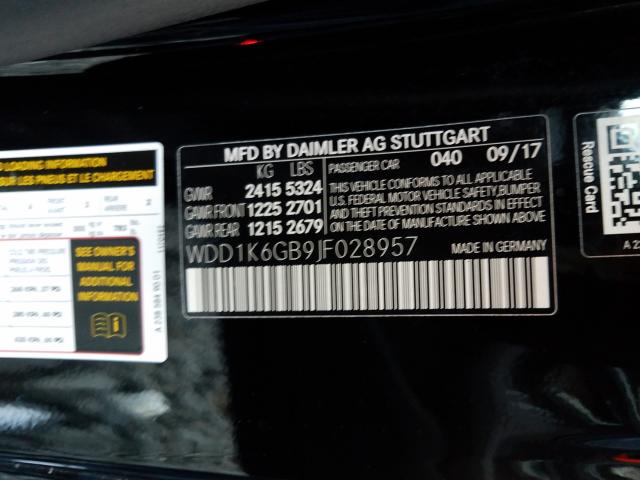 MFD BY DAIMLER AG STUTTGART
KG LBS PASSENGER CAR 040 09/17
GVWR 2415 5324
GAWR FRONT 1225 2701
GAWR REAR 1215 2679
THIS VEHICLE CONFORMS TO ALL APPLICABLE
U.S. FEDERAL MOTOR VEHICLE SAFETY, BUMPER
AND THEFT PREVENTION STANDARDS IN EFFECT
ON THE DATE OF MANUFACTURE SHOWN ABOVE
WDD1K6GB9JF028957
LOADING INFORMATION
SUR LES PNEUS ET LE CHARGEMENT
SEE OWNER'S
MANUAL FOR
ADDITIONAL
INFORMATION
Rescue Card